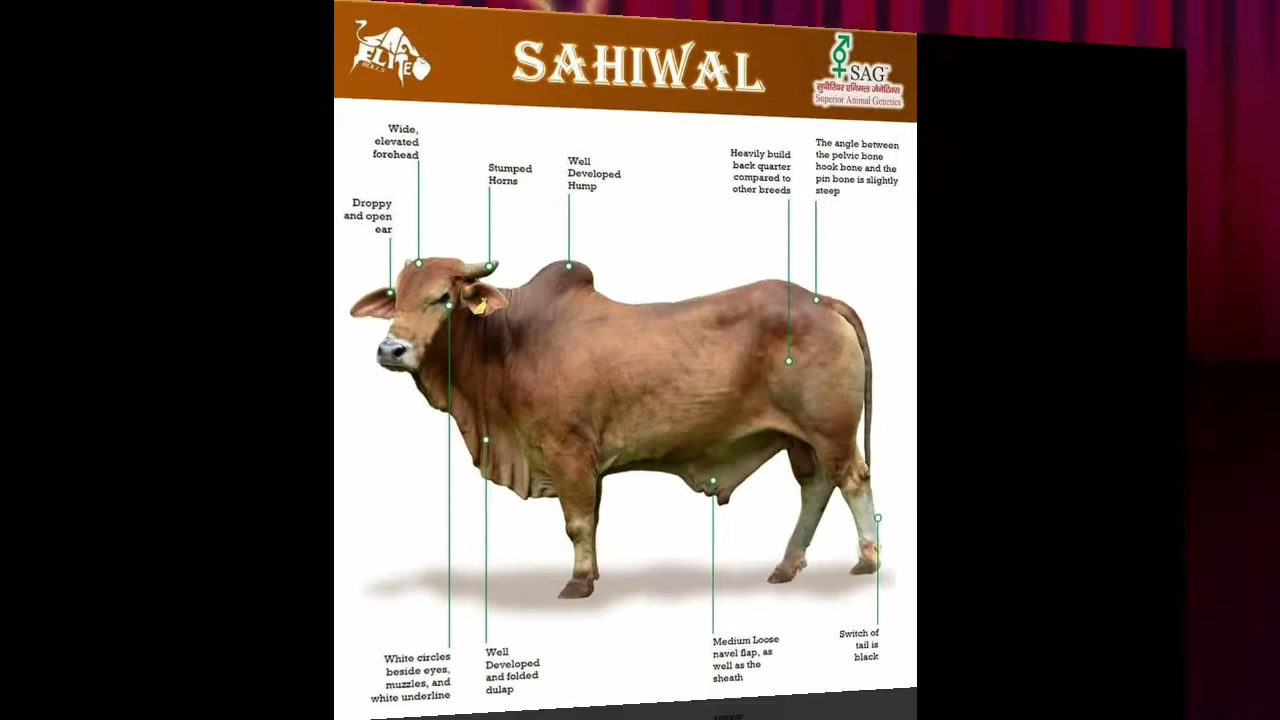 SAG
ELITE
BULLS
SAHIWAL
SAG™
सुपीरियर एनिमल जेनेटिक्स
Superior Animal Genetics
Wide,
elevated
forehead
Stumped
Horns
Well
Developed
Hump
Heavily build
back quarter
compared to
other breeds
The angle between
the pelvic bone
hook bone and the
pin bone is slightly
steep
Droppy
and open
ear
White circles
beside eyes,
muzzles, and
white underline
Well
Developed
and folded
dulap
Medium Loose
navel flap, as
well as the
sheath
Switch of
tail is
black